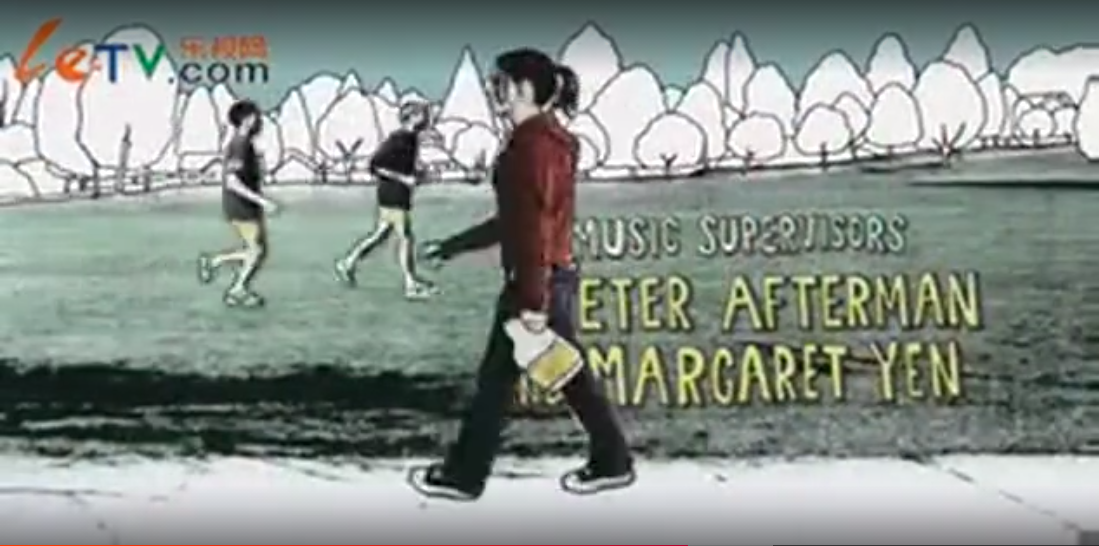 LeTV.com 乐视网
MUSIC SUPERVISORS
ETER AFTERMAN
MARGARET YEN